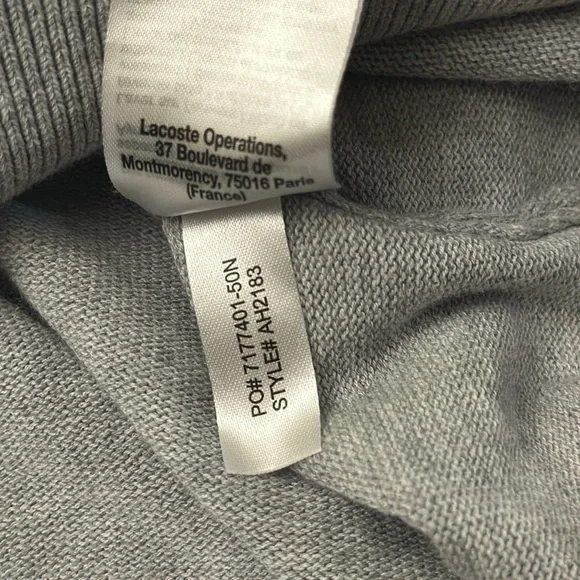 Lacoste Operations,
37 Boulevard de
Montmorency, 75016 Paris
(France)
PO# 7177401-50N
STYLE# AH2183